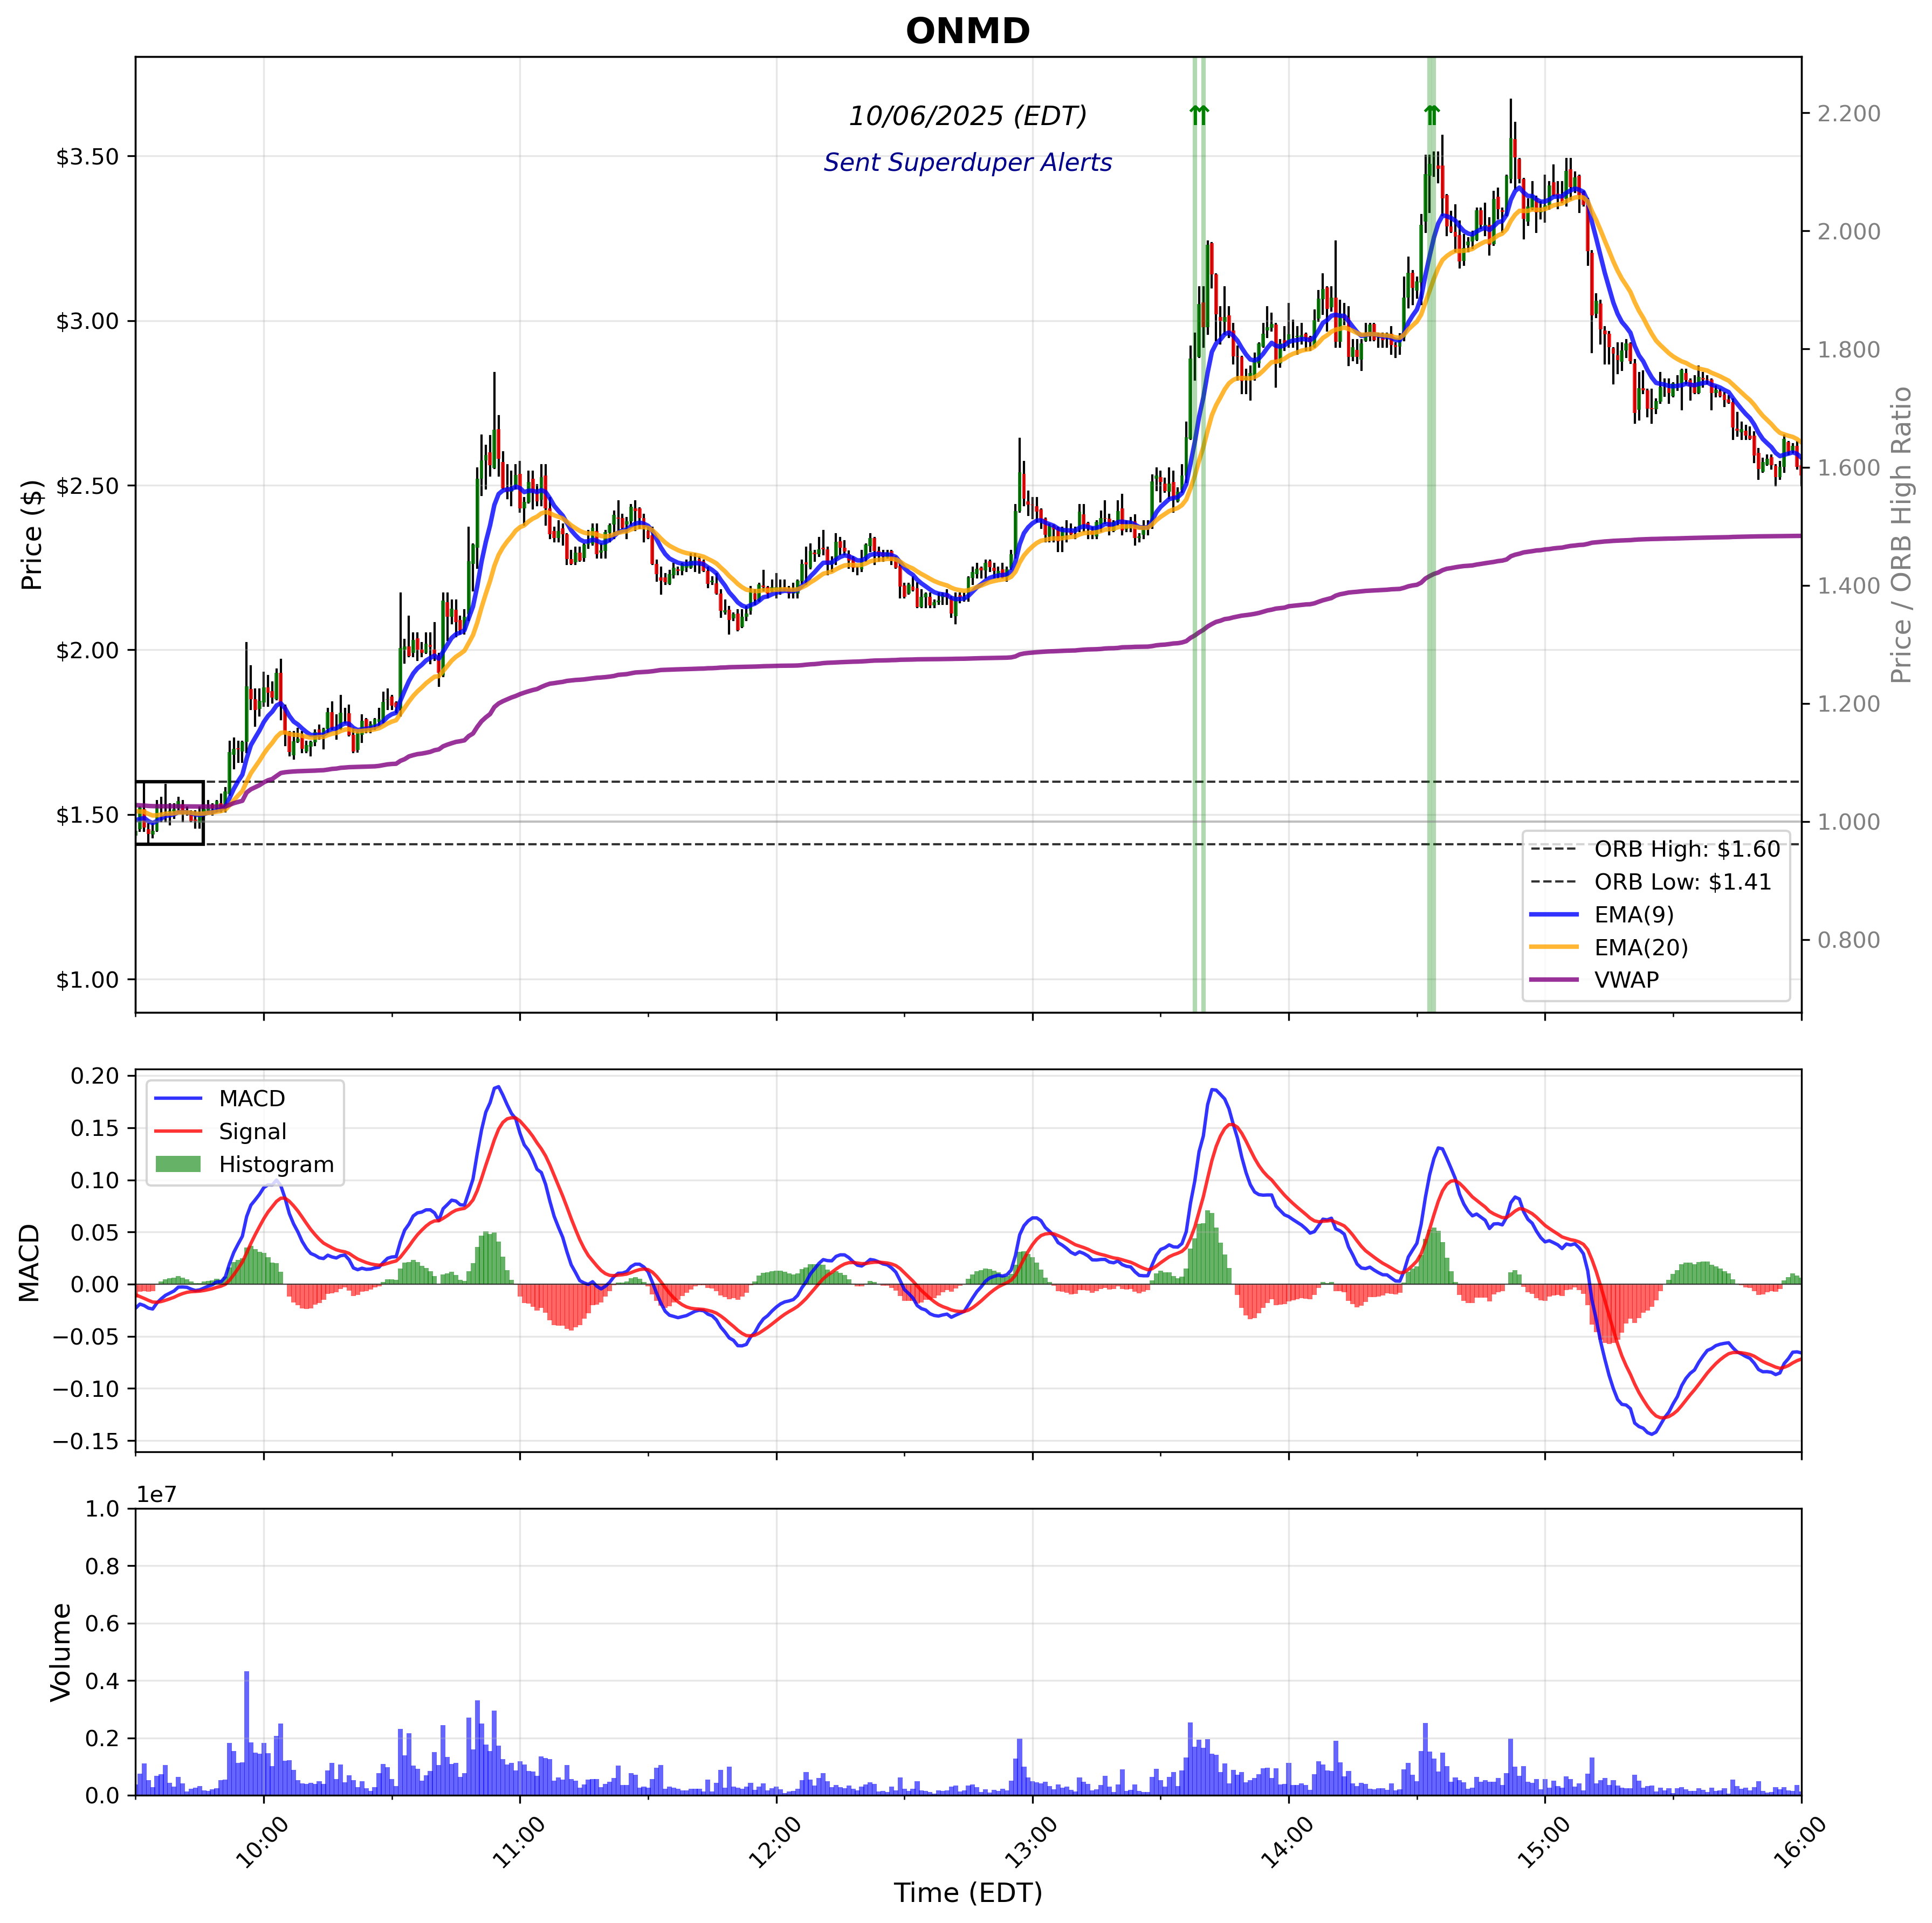 ONMD
10/06/2025 (EDT)
Sent Superduper Alerts
Price ($)
$3.50
$3.00
$2.50
$2.00
$1.50
$1.00
2.200
2.000
1.800
1.600
1.400
1.200
1.000
0.800
Price / ORB High Ratio
ORB High: $1.60
ORB Low: $1.41
EMA(9)
EMA(20)
VWAP
MACD
0.20
0.15
0.10
0.05
0.00
−0.05
−0.10
−0.15
MACD
Signal
Histogram
1e7
Volume
1.0
0.8
0.6
0.4
0.2
0.0
10:00
11:00
12:00
13:00
14:00
15:00
16:00
Time (EDT)